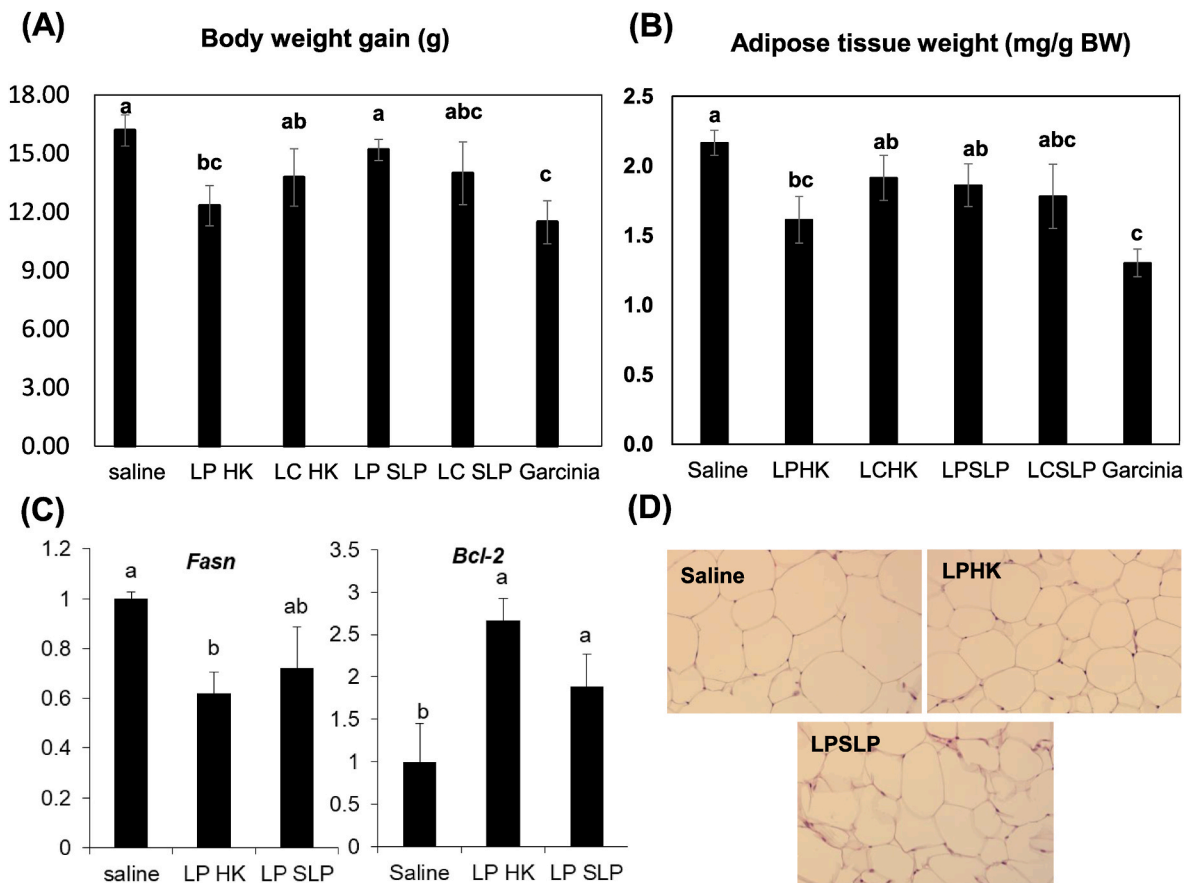 (A)
Body weight gain (g)
18.00
15.00
12.00
9.00
6.00
3.00
0.00
a
bc
ab
a
abc
c
saline LP HK LC HK LP SLP LC SLP Garcinia
(B)
Adipose tissue weight (mg/g BW)
2.5
2.0
1.5
1.0
0.5
0.0
a
bc
ab
ab
abc
c
Saline LPHK LCHK LPSLP LCSLP Garcinia
(C)
Fasn
1.2
1
0.8
0.6
0.4
0.2
0
a
b
ab
saline LP HK LP SLP
Bcl-2
3.5
3
2.5
2
1.5
1
0.5
0
b
a
a
Saline LP HK LP SLP
(D)
Saline
LPHK
LPSLP